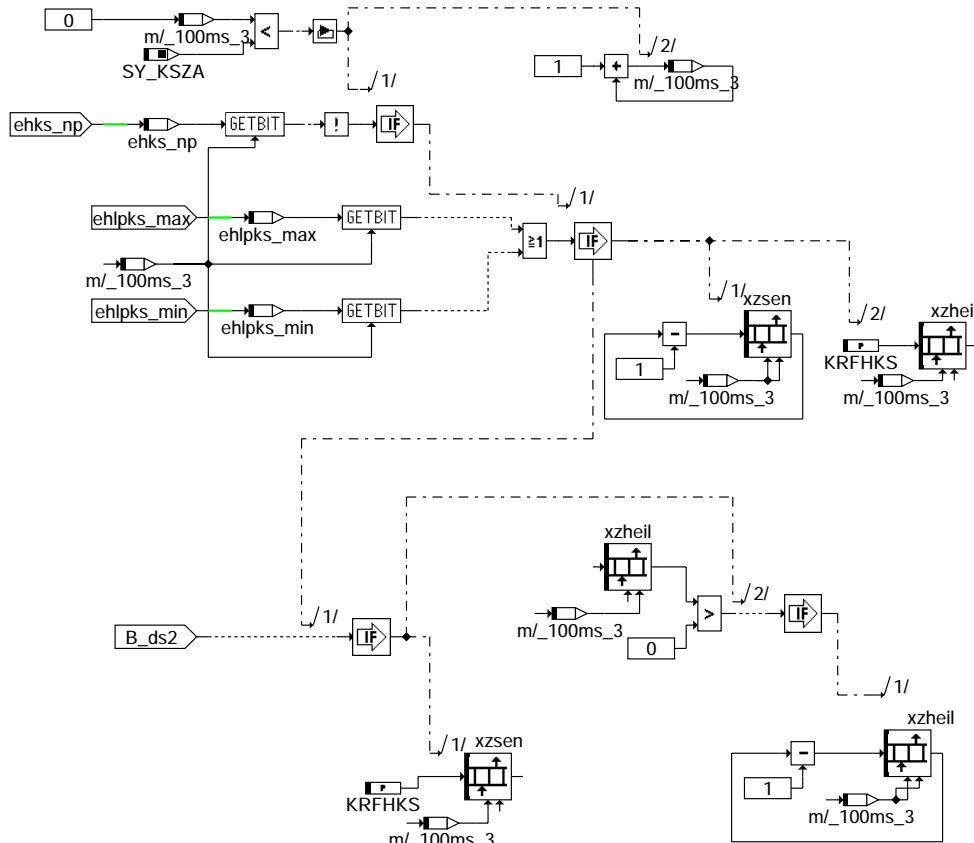 0
m/_100ms_3
<
SY_KSZA
/1/
/2/
1
+
m/_100ms_3
ehks_np
ehks_np
GETBIT
!
IF
/1/
ehlpks_max
ehlpks_max
GETBIT
≥1
IF
m/_100ms_3
ehlpks_min
ehlpks_min
GETBIT
/1/
xzsen
-
1
m/_100ms_3
/2/
xzheil
P
KRFHKS
m/_100ms_3
/1/
B_ds2
IF
xzheil
m/_100ms_3
>
0
/2/
IF
/1/
/1/
xzsen
P
KRFHKS
m/_100ms_3
xzheil
-
1
m/_100ms_3